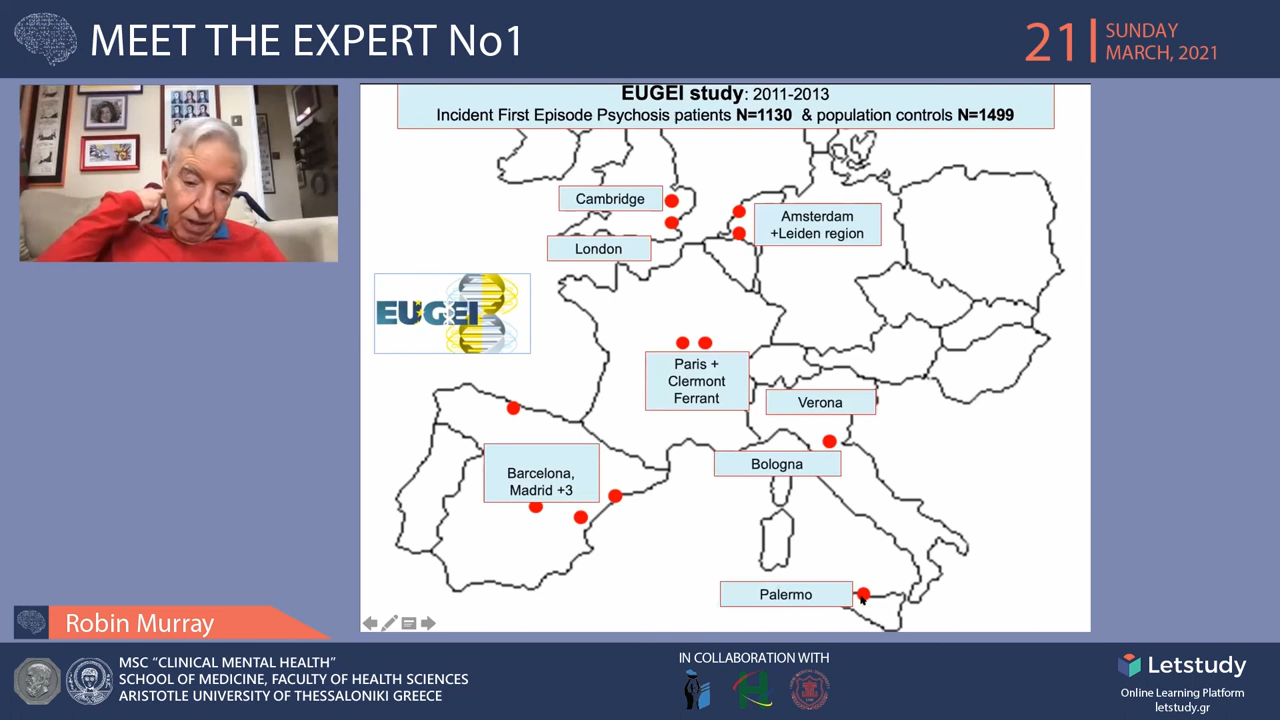 MEET THE EXPERT No1
21
SUNDAY
MARCH, 2021
EUGEI study: 2011-2013
Incident First Episode Psychosis patients N=1130 & population controls N=1499
Cambridge
London
Amsterdam
+Leiden region
EUGEI
Paris +
Clermont
Ferrant
Verona
Barcelona,
Madrid +3
Bologna
Palermo
Robin Murray
MSC “CLINICAL MENTAL HEALTH”
SCHOOL OF MEDICINE, FACULTY OF HEALTH SCIENCES
ARISTOTLE UNIVERSITY OF THESSALONIKI GREECE
IN COLLABORATION WITH
Letstudy
Online Learning Platform
letstudy.gr